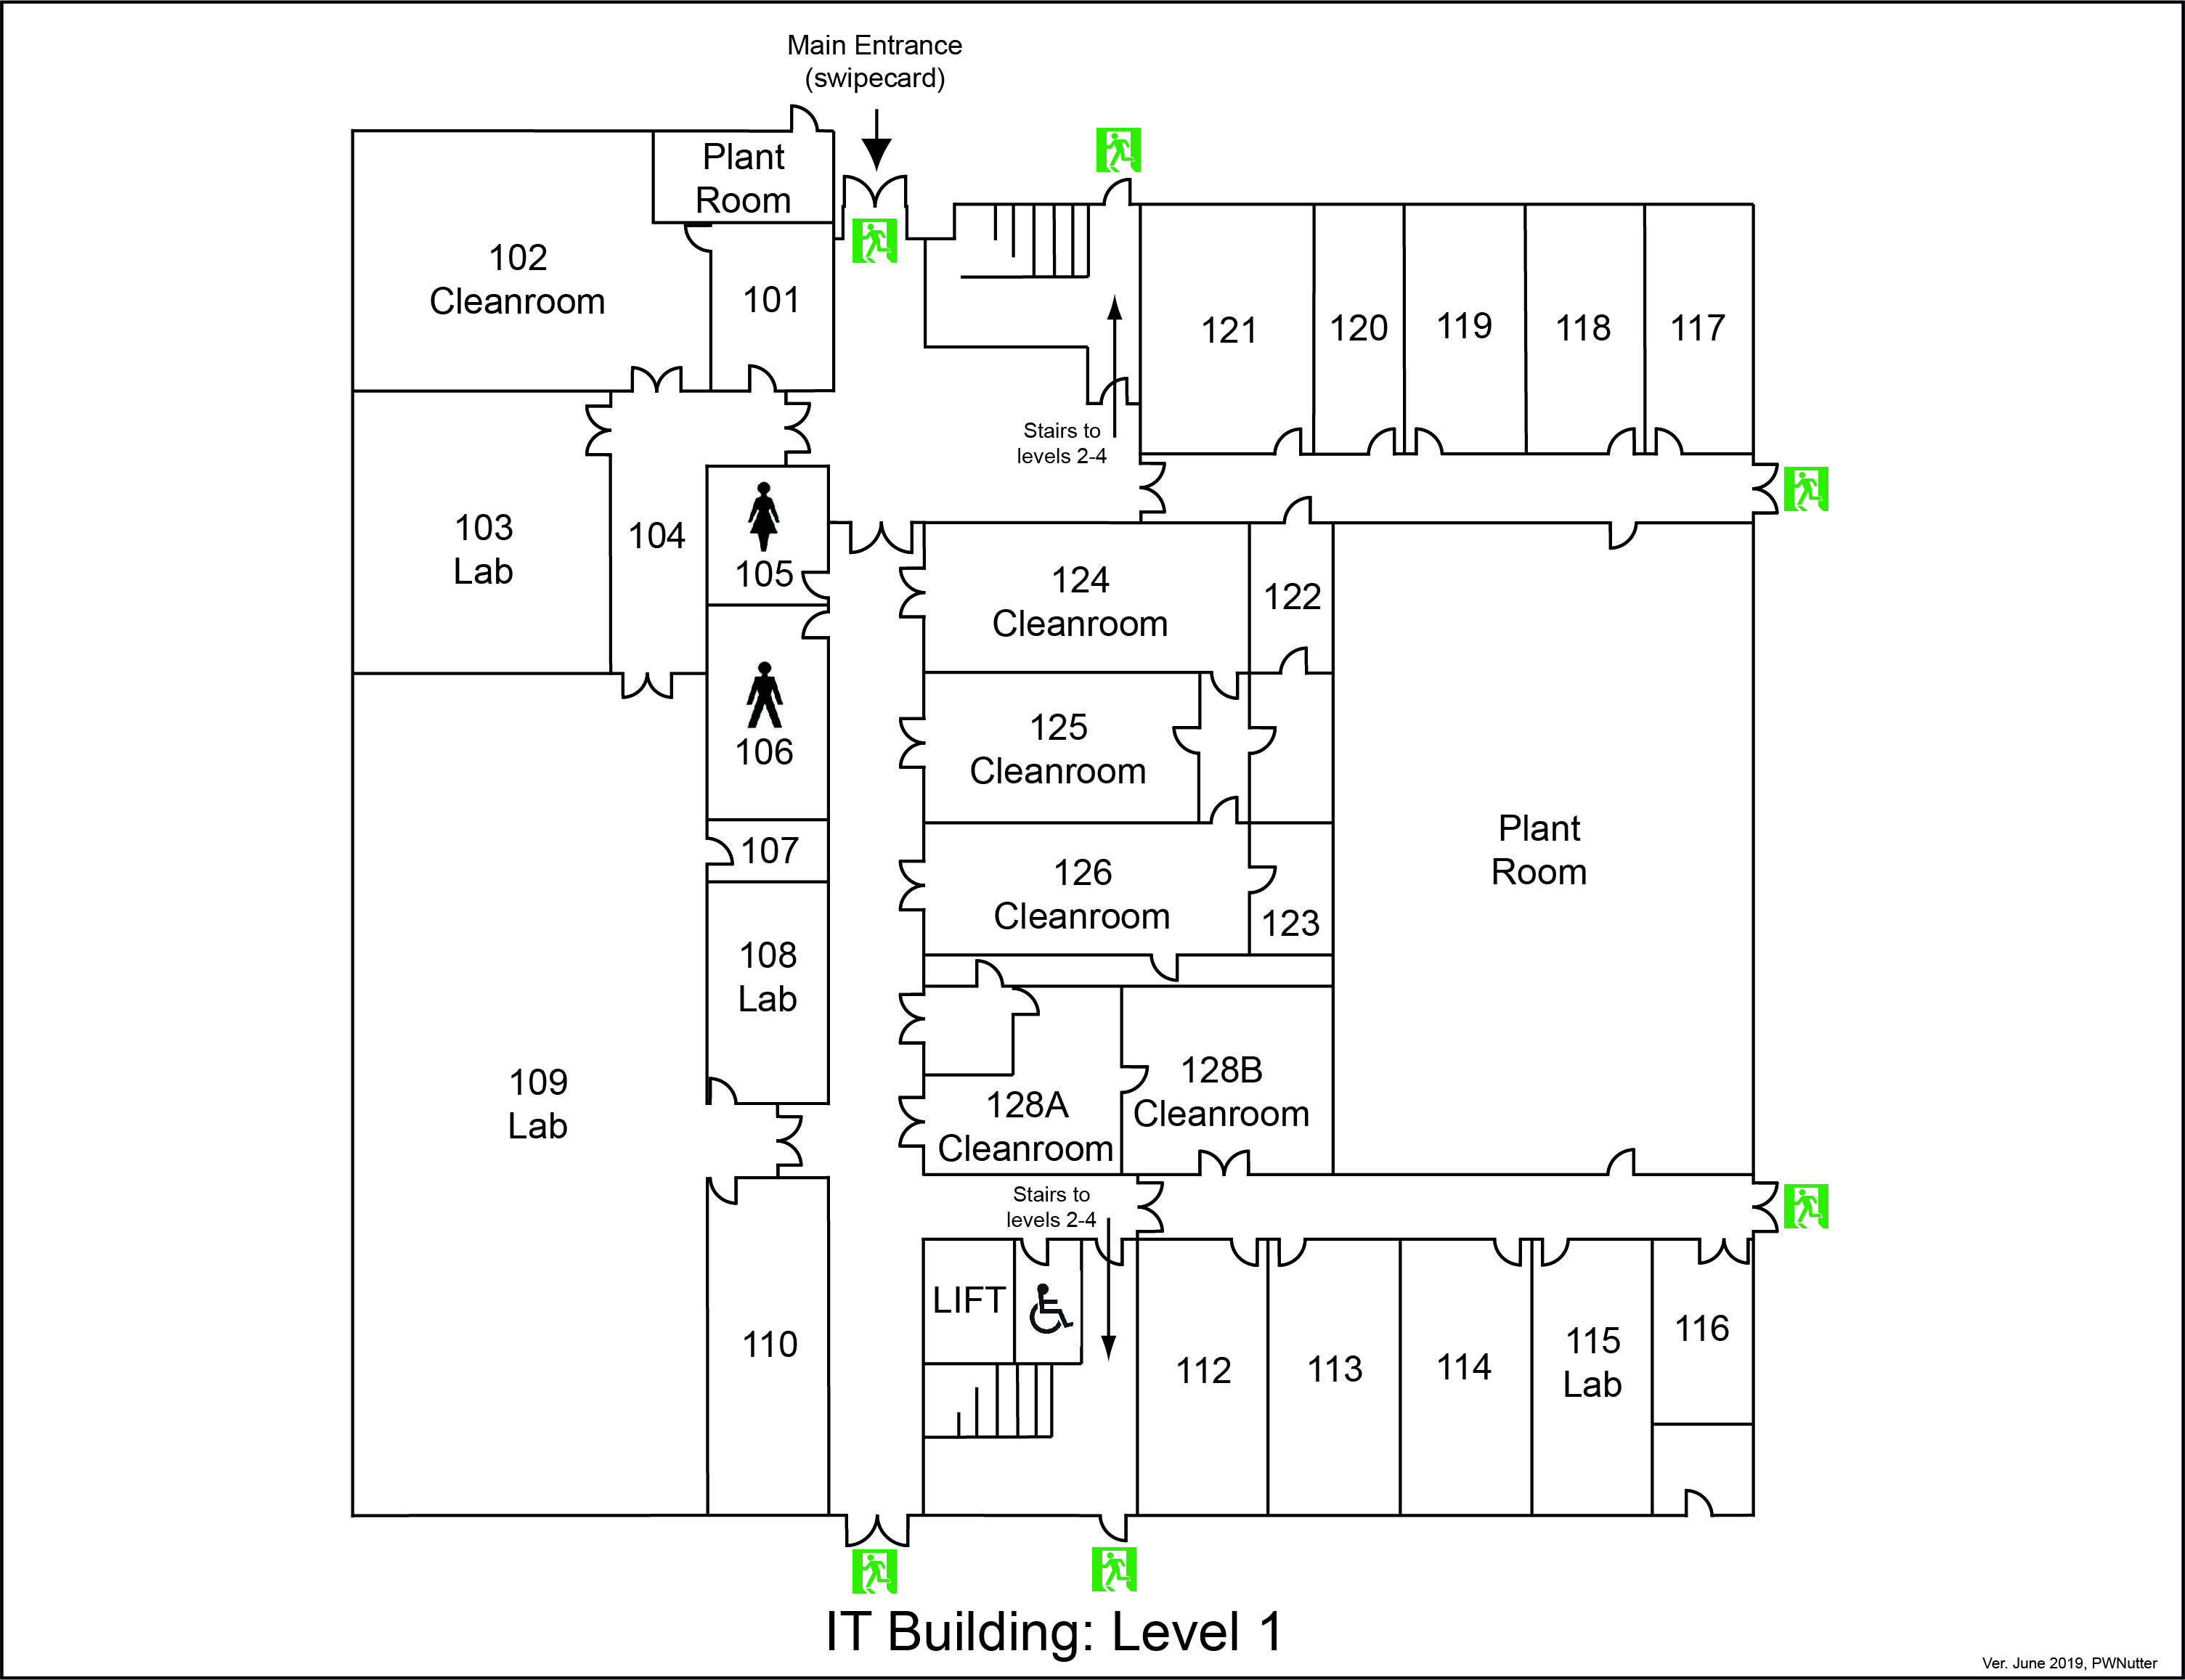 Main Entrance
(swipecard)
Plant
Room
102
Cleanroom
101
121
120
119
118
117
Stairs to
levels 2-4
103
Lab
104
105
124
Cleanroom
122
106
125
Cleanroom
107
126
Cleanroom
123
Plant
Room
108
Lab
109
Lab
128A
Cleanroom
128B
Cleanroom
Stairs to
levels 2-4
LIFT
110
112
113
114
115
Lab
116
IT Building: Level 1
Ver. June 2019, PWNutter